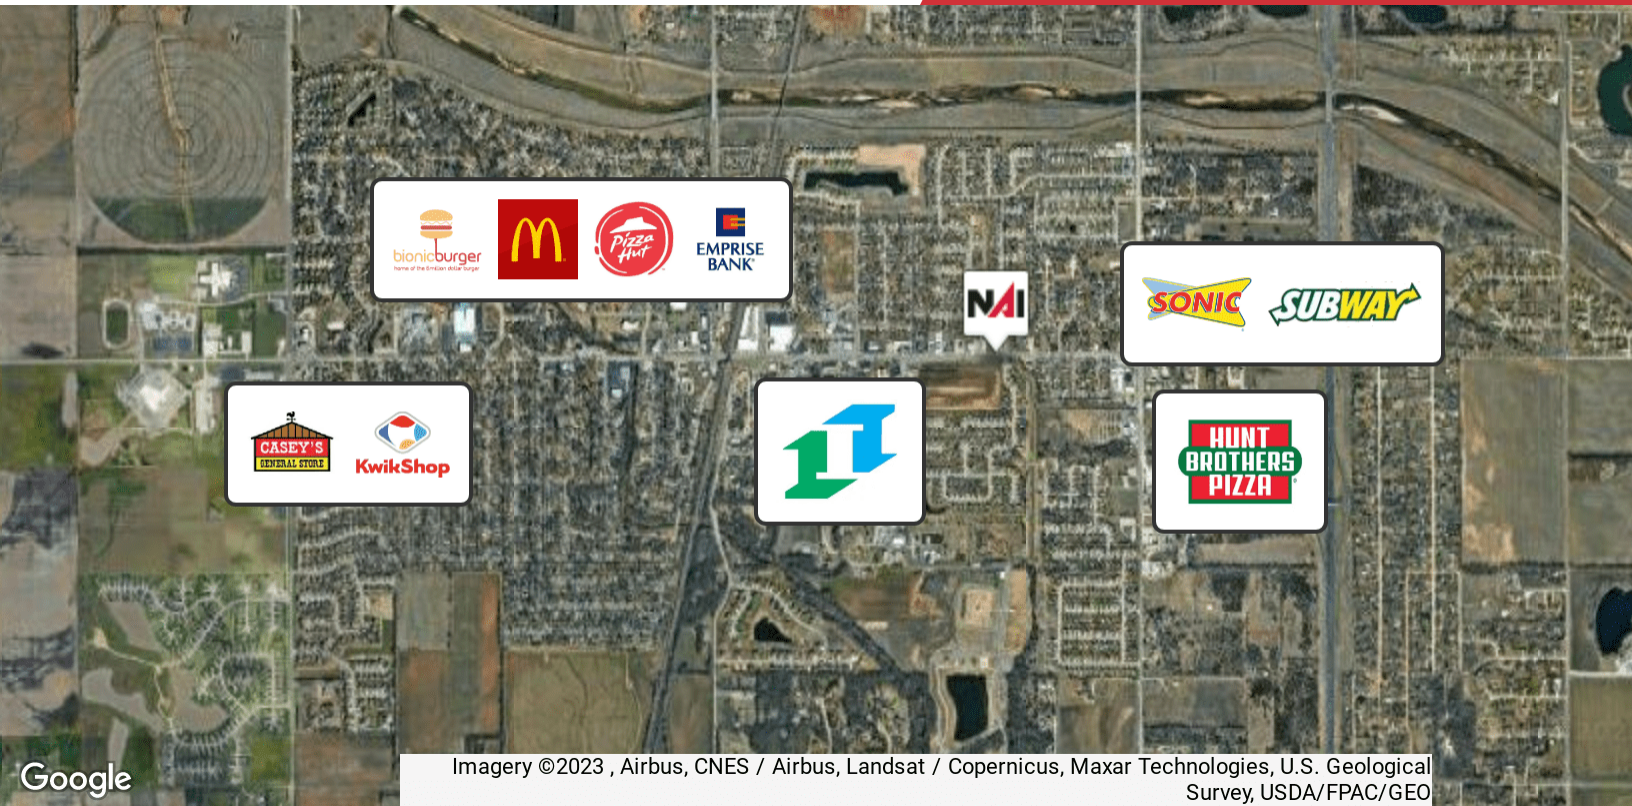 bionicburger
home of the 6 million dollar burger
Pizza
Hut
EMPRISE
BANK
NAI
SONIC
SUBWAY
CASEY'S
GENERAL STORE
KwikShop
HUNT
BROTHERS
PIZZA
Google
Imagery ©2023 , Airbus, CNES / Airbus, Landsat / Copernicus, Maxar Technologies, U.S. Geological
Survey, USDA/FPAC/GEO